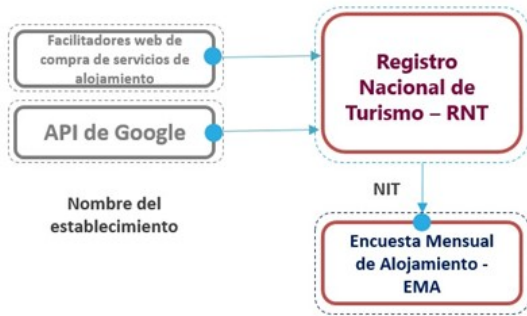 Facilitadores web de
compra de servicios de
alojamiento
API de Google
Nombre del
establecimiento
Registro
Nacional de
Turismo – RNT
NIT
Encuesta Mensual
de Alojamiento -
EMA